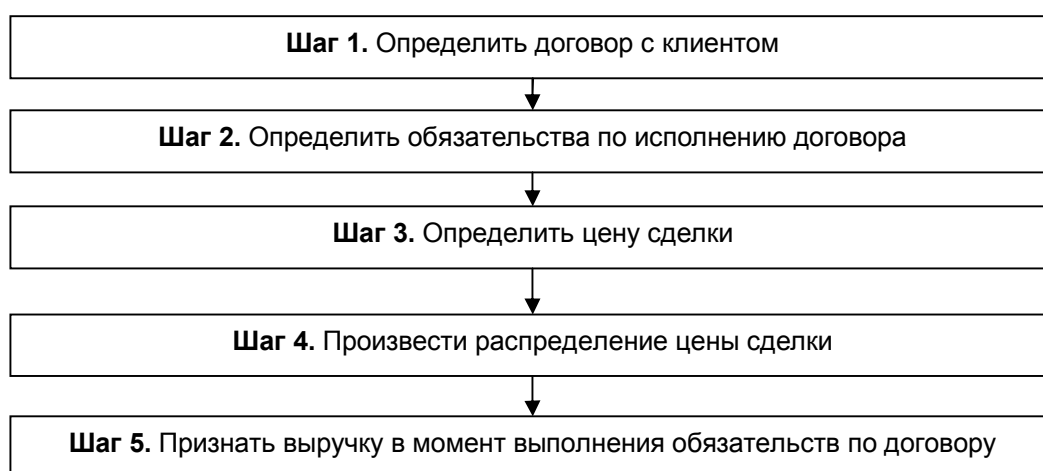 Шаг 1. Определить договор с клиентом
Шаг 2. Определить обязательства по исполнению договора
Шаг 3. Определить цену сделки
Шаг 4. Произвести распределение цены сделки
Шаг 5. Признать выручку в момент выполнения обязательств по договору